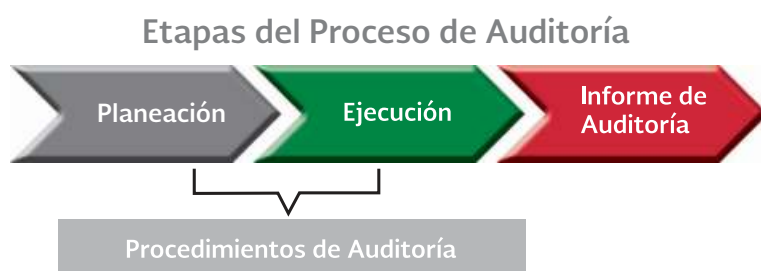 Etapas del Proceso de Auditoría
Planeación
Ejecución
Informe de
Auditoría
Procedimientos de Auditoría